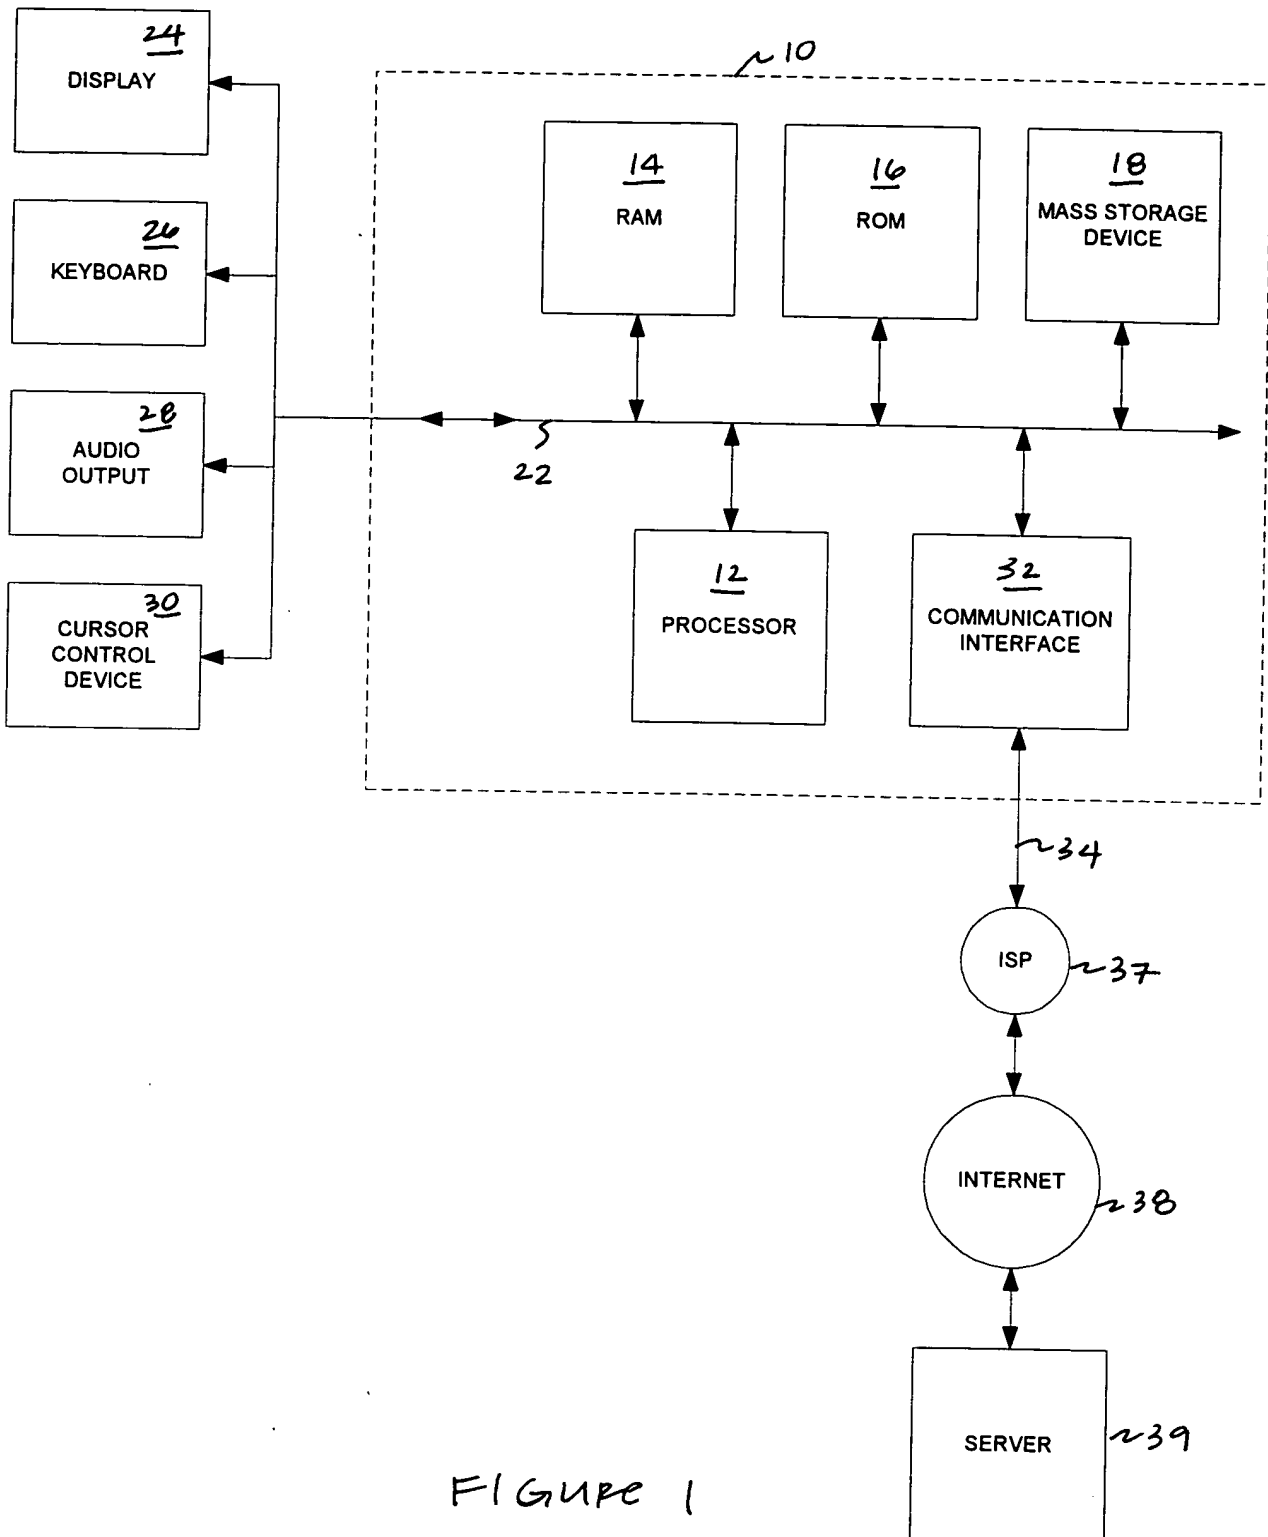 24
DISPLAY
26
KEYBOARD
28
AUDIO
OUTPUT
30
CURSOR
CONTROL
DEVICE
10
14
RAM
16
ROM
18
MASS STORAGE
DEVICE
22
12
PROCESSOR
32
COMMUNICATION
INTERFACE
34
ISP
37
INTERNET
38
SERVER
39
FIGURE 1